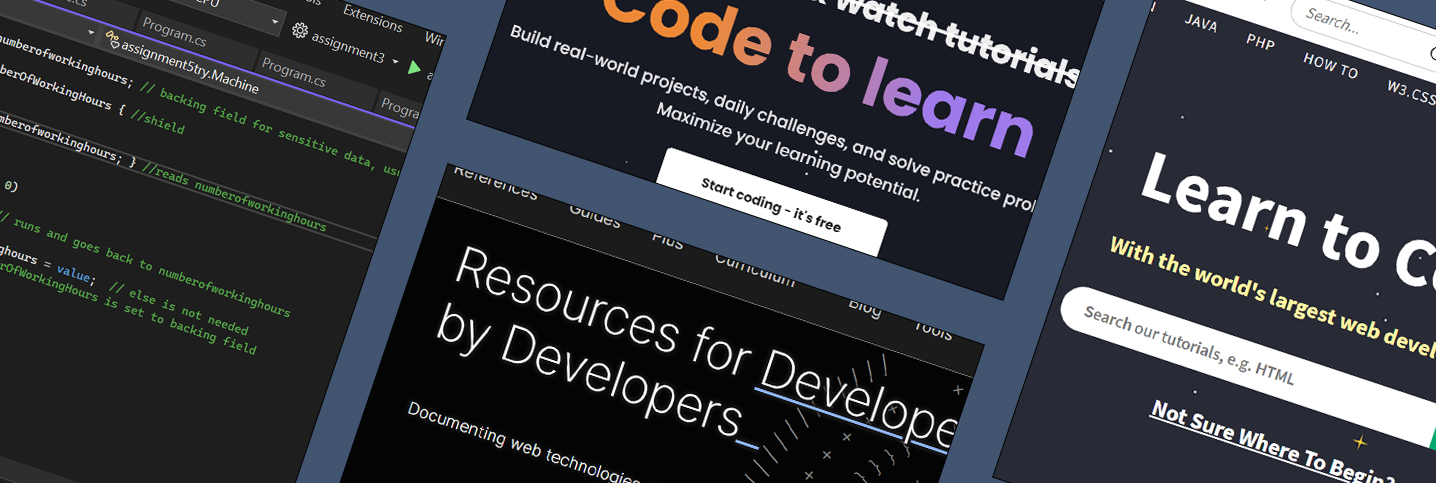 Extensions
Win
Program.cs
assignment3
assignment5try.Machine
Program.cs
numberofworkinghours; // backing field for sensitive data, us
berOfWorkingHours { //shield
mberofworkinghours; } //reads numberofworkinghours
0)
// runs and goes back to numberofworkinghours
ghours = value; // else is not needed
erOfWorkingHours is set to backing field
watch tutorials
Code to learn
Build real-world projects, daily challenges, and solve practice pro
Maximize your learning potential.
Start coding - it's free
References
Guides
Plus
Curriculum
Blog
Tools
Resources for Develope
by Developers_
Documenting web technologies
Search...
JAVA
PHP
HOW TO
W3.CSS
Learn to C
With the world's largest web devel
Search our tutorials, e.g. HTML
Not Sure Where To Begin?